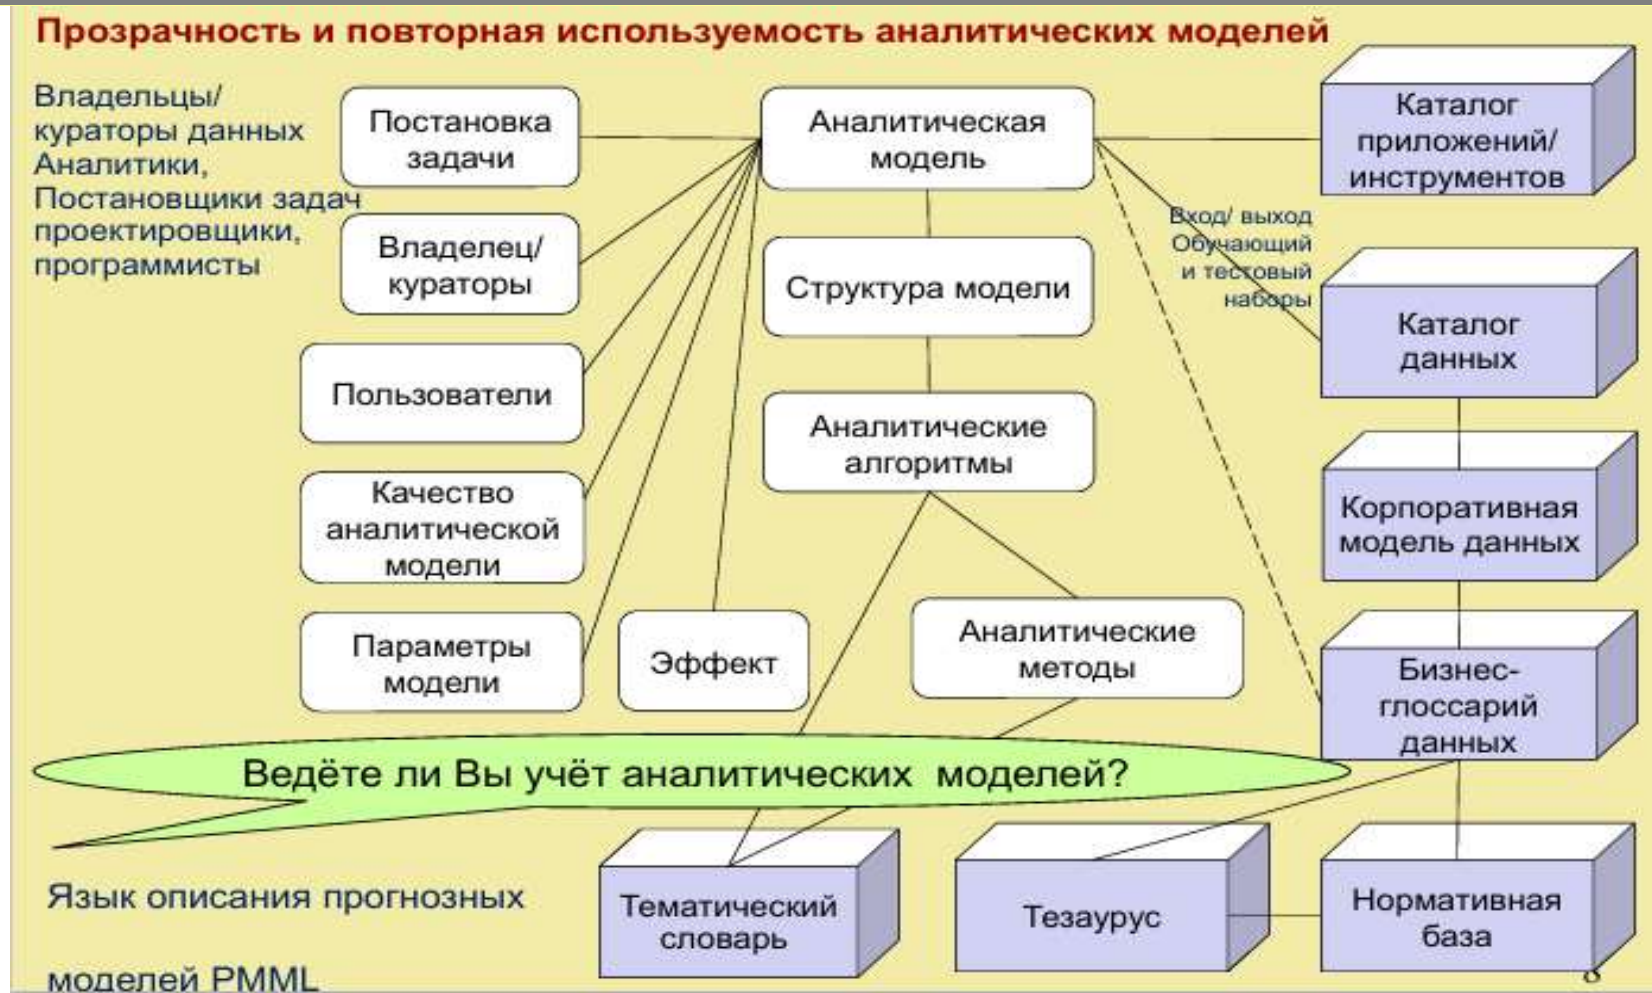 Прозрачность и повторная используемость аналитических моделей
Владельцы/
кураторы данных
Аналитики,
Постановщики задач
проектировщики,
программисты
Постановка
задачи
Аналитическая
модель
Каталог
приложений/
инструментов
Владелец/
кураторы
Структура модели
Вход/ выход
Обучающий
и тестовый
наборы
Каталог
данных
Пользователи
Аналитические
алгоритмы
Качество
аналитической
модели
Корпоративная
модель данных
Параметры
модели
Эффект
Аналитические
методы
Бизнес-
глоссарий
данных
Ведёте ли Вы учёт аналитических моделей?
Язык описания прогнозных
моделей PMML
Тематический
словарь
Тезаурус
Нормативная
база
8